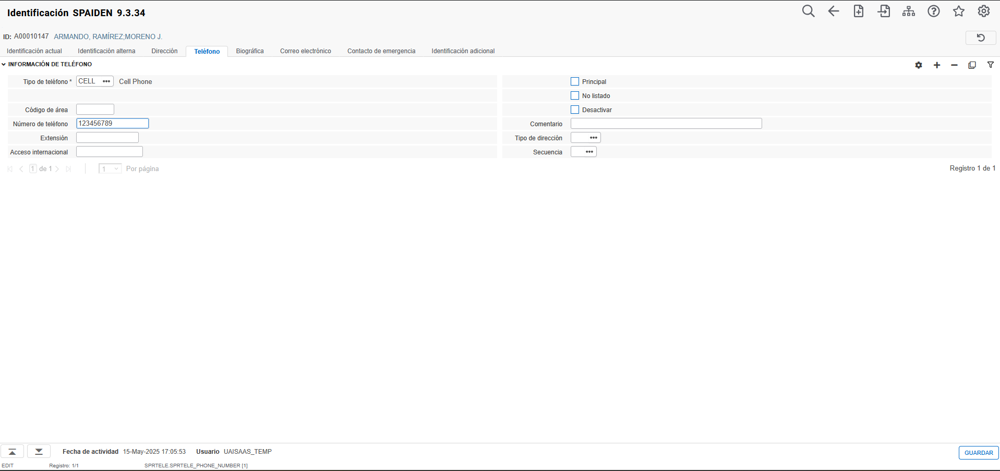 Identificación SPAIDEN 9.3.34
ID: A00010147 ARMANDO, RAMÍREZ;MORENO J.
Identificación actual Identificación alterna Dirección Teléfono Biográfica Correo electrónico Contacto de emergencia Identificación adicional
INFORMACIÓN DE TELÉFONO
Tipo de teléfono * CELL ••• Cell Phone
Principal
No listado
Código de área
Desactivar
Número de teléfono 123456789
Comentario
Extensión
Tipo de dirección •••
Acceso internacional
Secuencia •••
1 de 1 1 Por página Registro 1 de 1
Fecha de actividad 15-May-2025 17:05:53 Usuario UAISAAS_TEMP
GUARDAR
EDIT Registro: 1/1 SPRTELE.SPRTELE_PHONE_NUMBER [1]